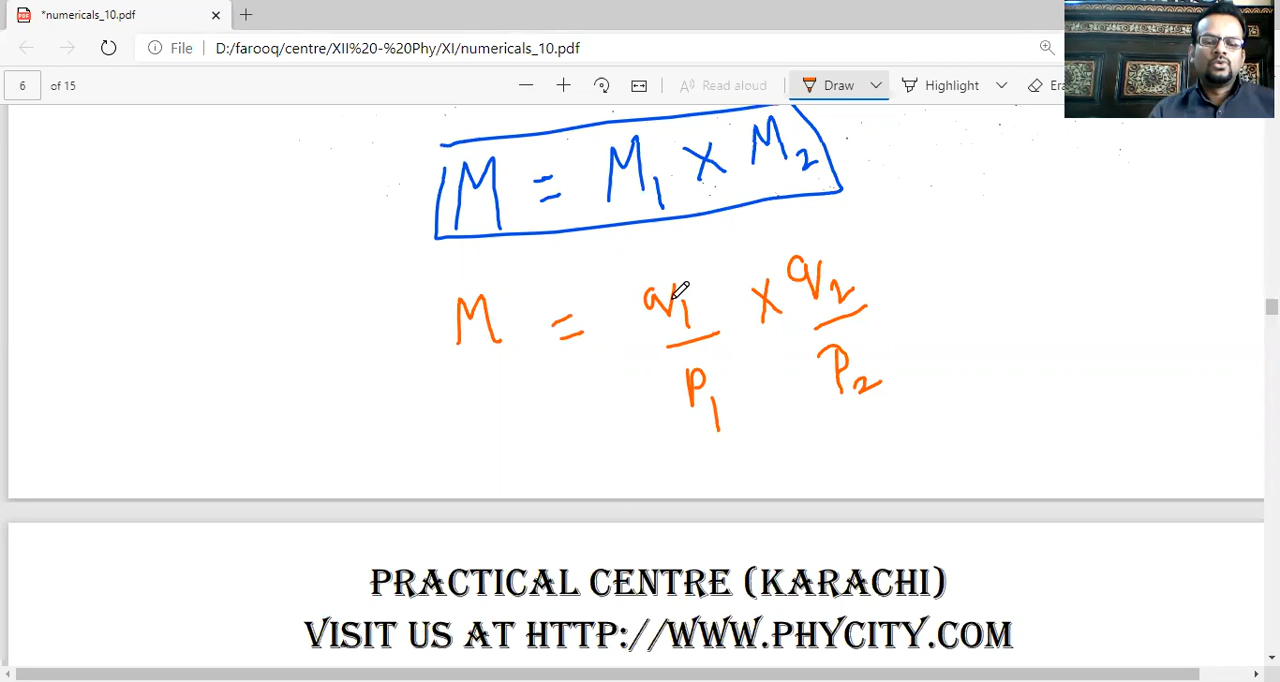 *numericals_10.pdf
File D:/farooq/centre/XII%20-%20Phy/XI/numericals_10.pdf
6 of 15 Read aloud Draw Highlight
M = M1 × M2
M = q1/p1 × q2/p2
PRACTICAL CENTRE (KARACHI)
VISIT US AT HTTP://WWW.PHYCITY.COM